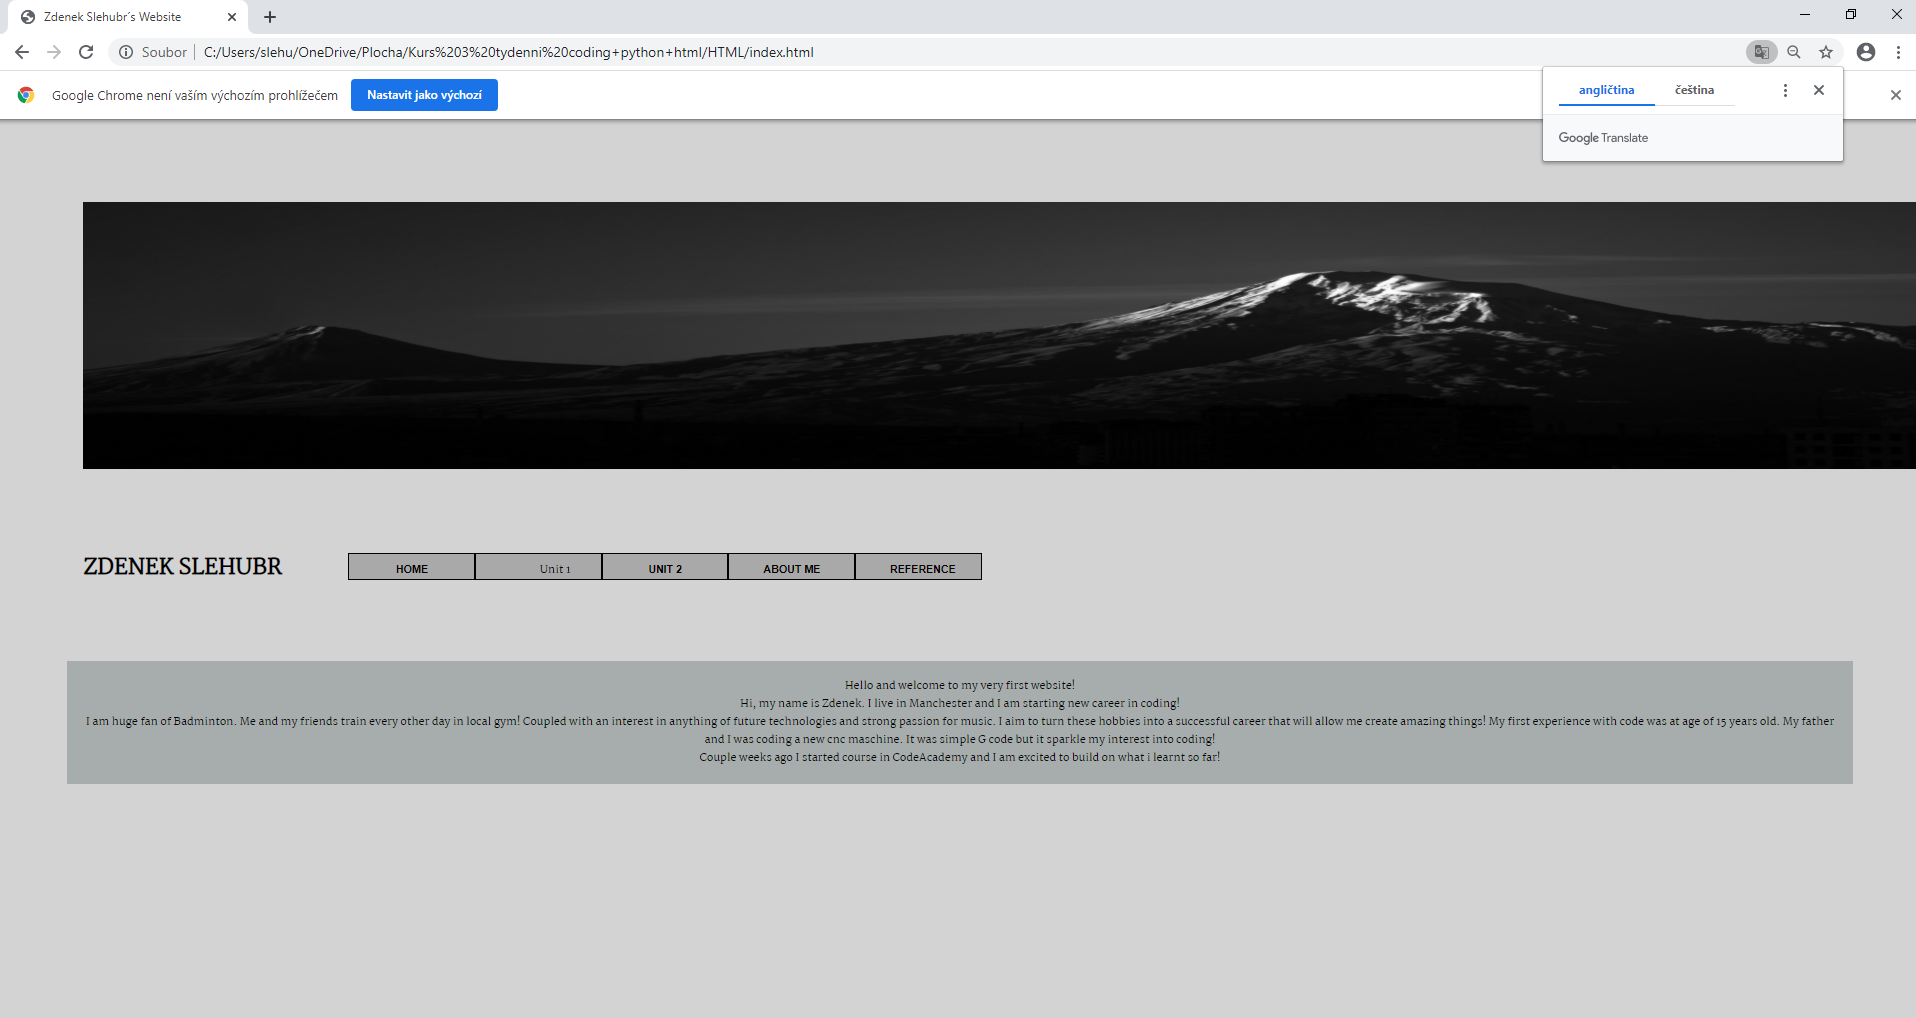 Zdenek Slehubr´s Website
Soubor C:/Users/slehu/OneDrive/Plocha/Kurs%203%20tydenni%20coding+python+html/HTML/index.html
Google Chrome není vaším výchozím prohlížečem Nastavit jako výchozí
angličtina čeština
Google Translate
ZDENEK SLEHUBR HOME Unit 1 UNIT 2 ABOUT ME REFERENCE
Hello and welcome to my very first website!
Hi, my name is Zdenek. I live in Manchester and I am starting new career in coding!
I am huge fan of Badminton. Me and my friends train every other day in local gym! Coupled with an interest in anything of future technologies and strong passion for music. I aim to turn these hobbies into a successful career that will allow me create amazing things! My first experience with code was at age of 15 years old. My father
and I was coding a new cnc maschine. It was simple G code but it sparkle my interest into coding!
Couple weeks ago I started course in CodeAcademy and I am excited to build on what i learnt so far!